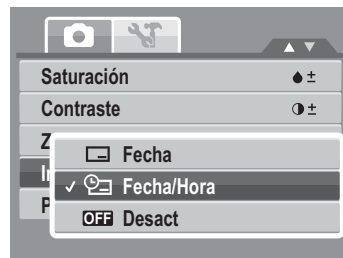 Saturación
Contraste
Z
Fecha
In
Fecha/Hora
P
OFF Desact